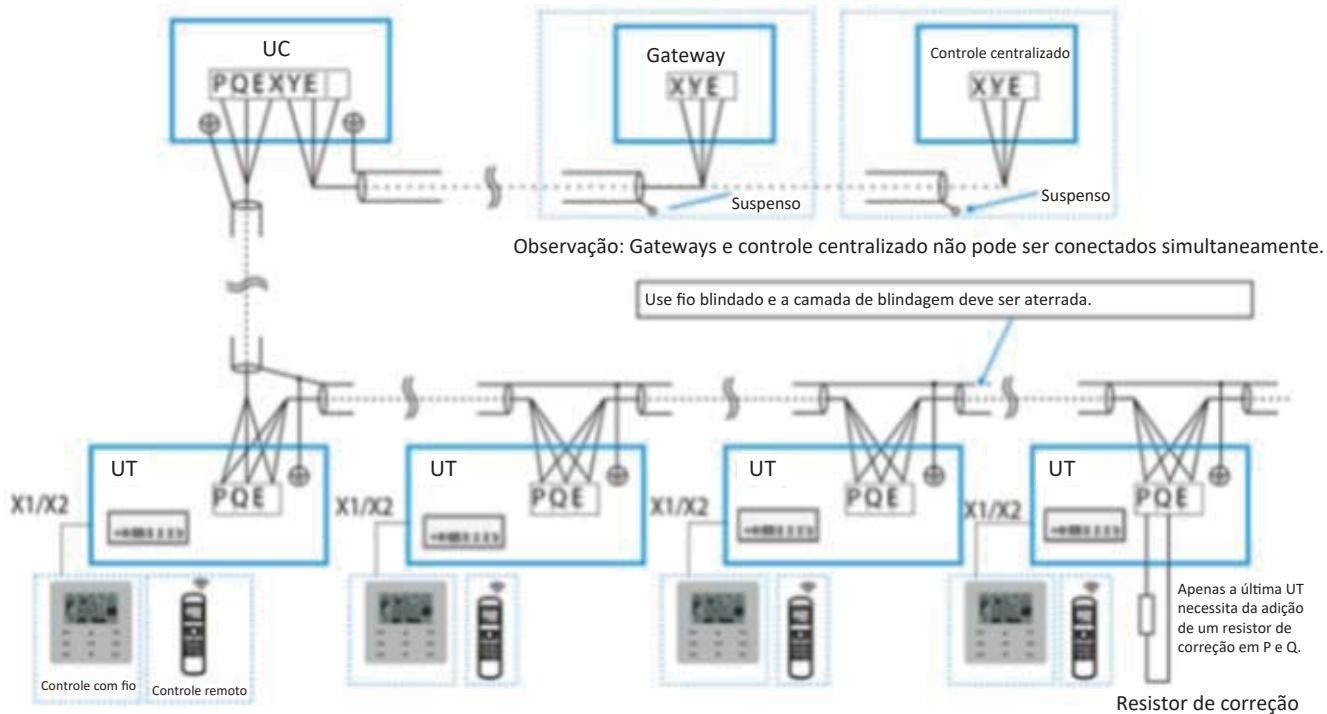 UC
PQEXYE
Gateway
XYE
Controle centralizado
XYE
Suspenso
Suspenso
Observação: Gateways e controle centralizado não pode ser conectados simultaneamente.
Use fio blindado e a camada de blindagem deve ser aterrada.
UT
PQE
X1/X2
UT
PQE
X1/X2
UT
PQE
X1/X2
UT
PQE
X1/X2
Controle com fio
Controle remoto
Apenas a última UT
necessita da adição
de um resistor de
correção em P e Q.
Resistor de correção